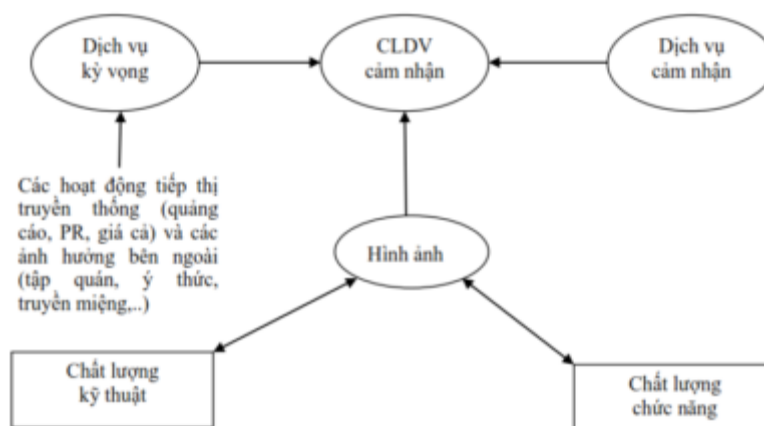 Dịch vụ
kỳ vọng
CLDV
cảm nhận
Dịch vụ
cảm nhận
Các hoạt động tiếp thị
truyền thống (quảng
cáo, PR, giá cả) và các
ảnh hưởng bên ngoài
(tập quán, ý thức,
truyền miệng,..)
Hình ảnh
Chất lượng
kỹ thuật
Chất lượng
chức năng